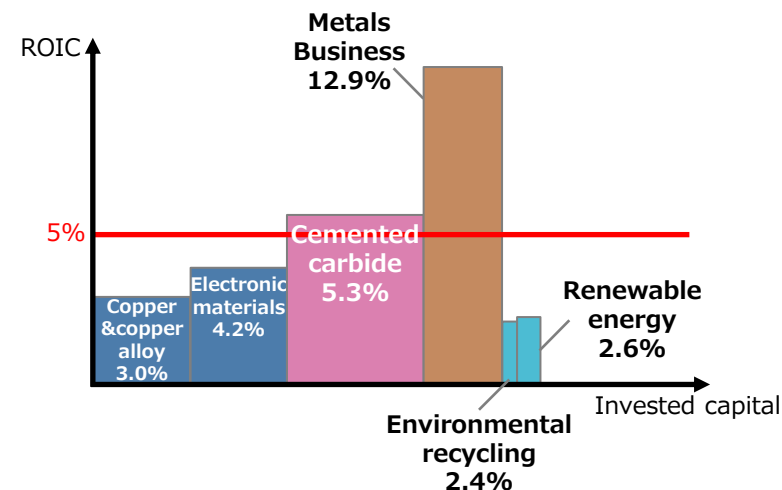 ROIC
Metals
Business
12.9%
5%
Cemented
carbide
5.3%
Electronic
materials
4.2%
Copper
&copper
alloy
3.0%
Renewable
energy
2.6%
Invested capital
Environmental
recycling
2.4%